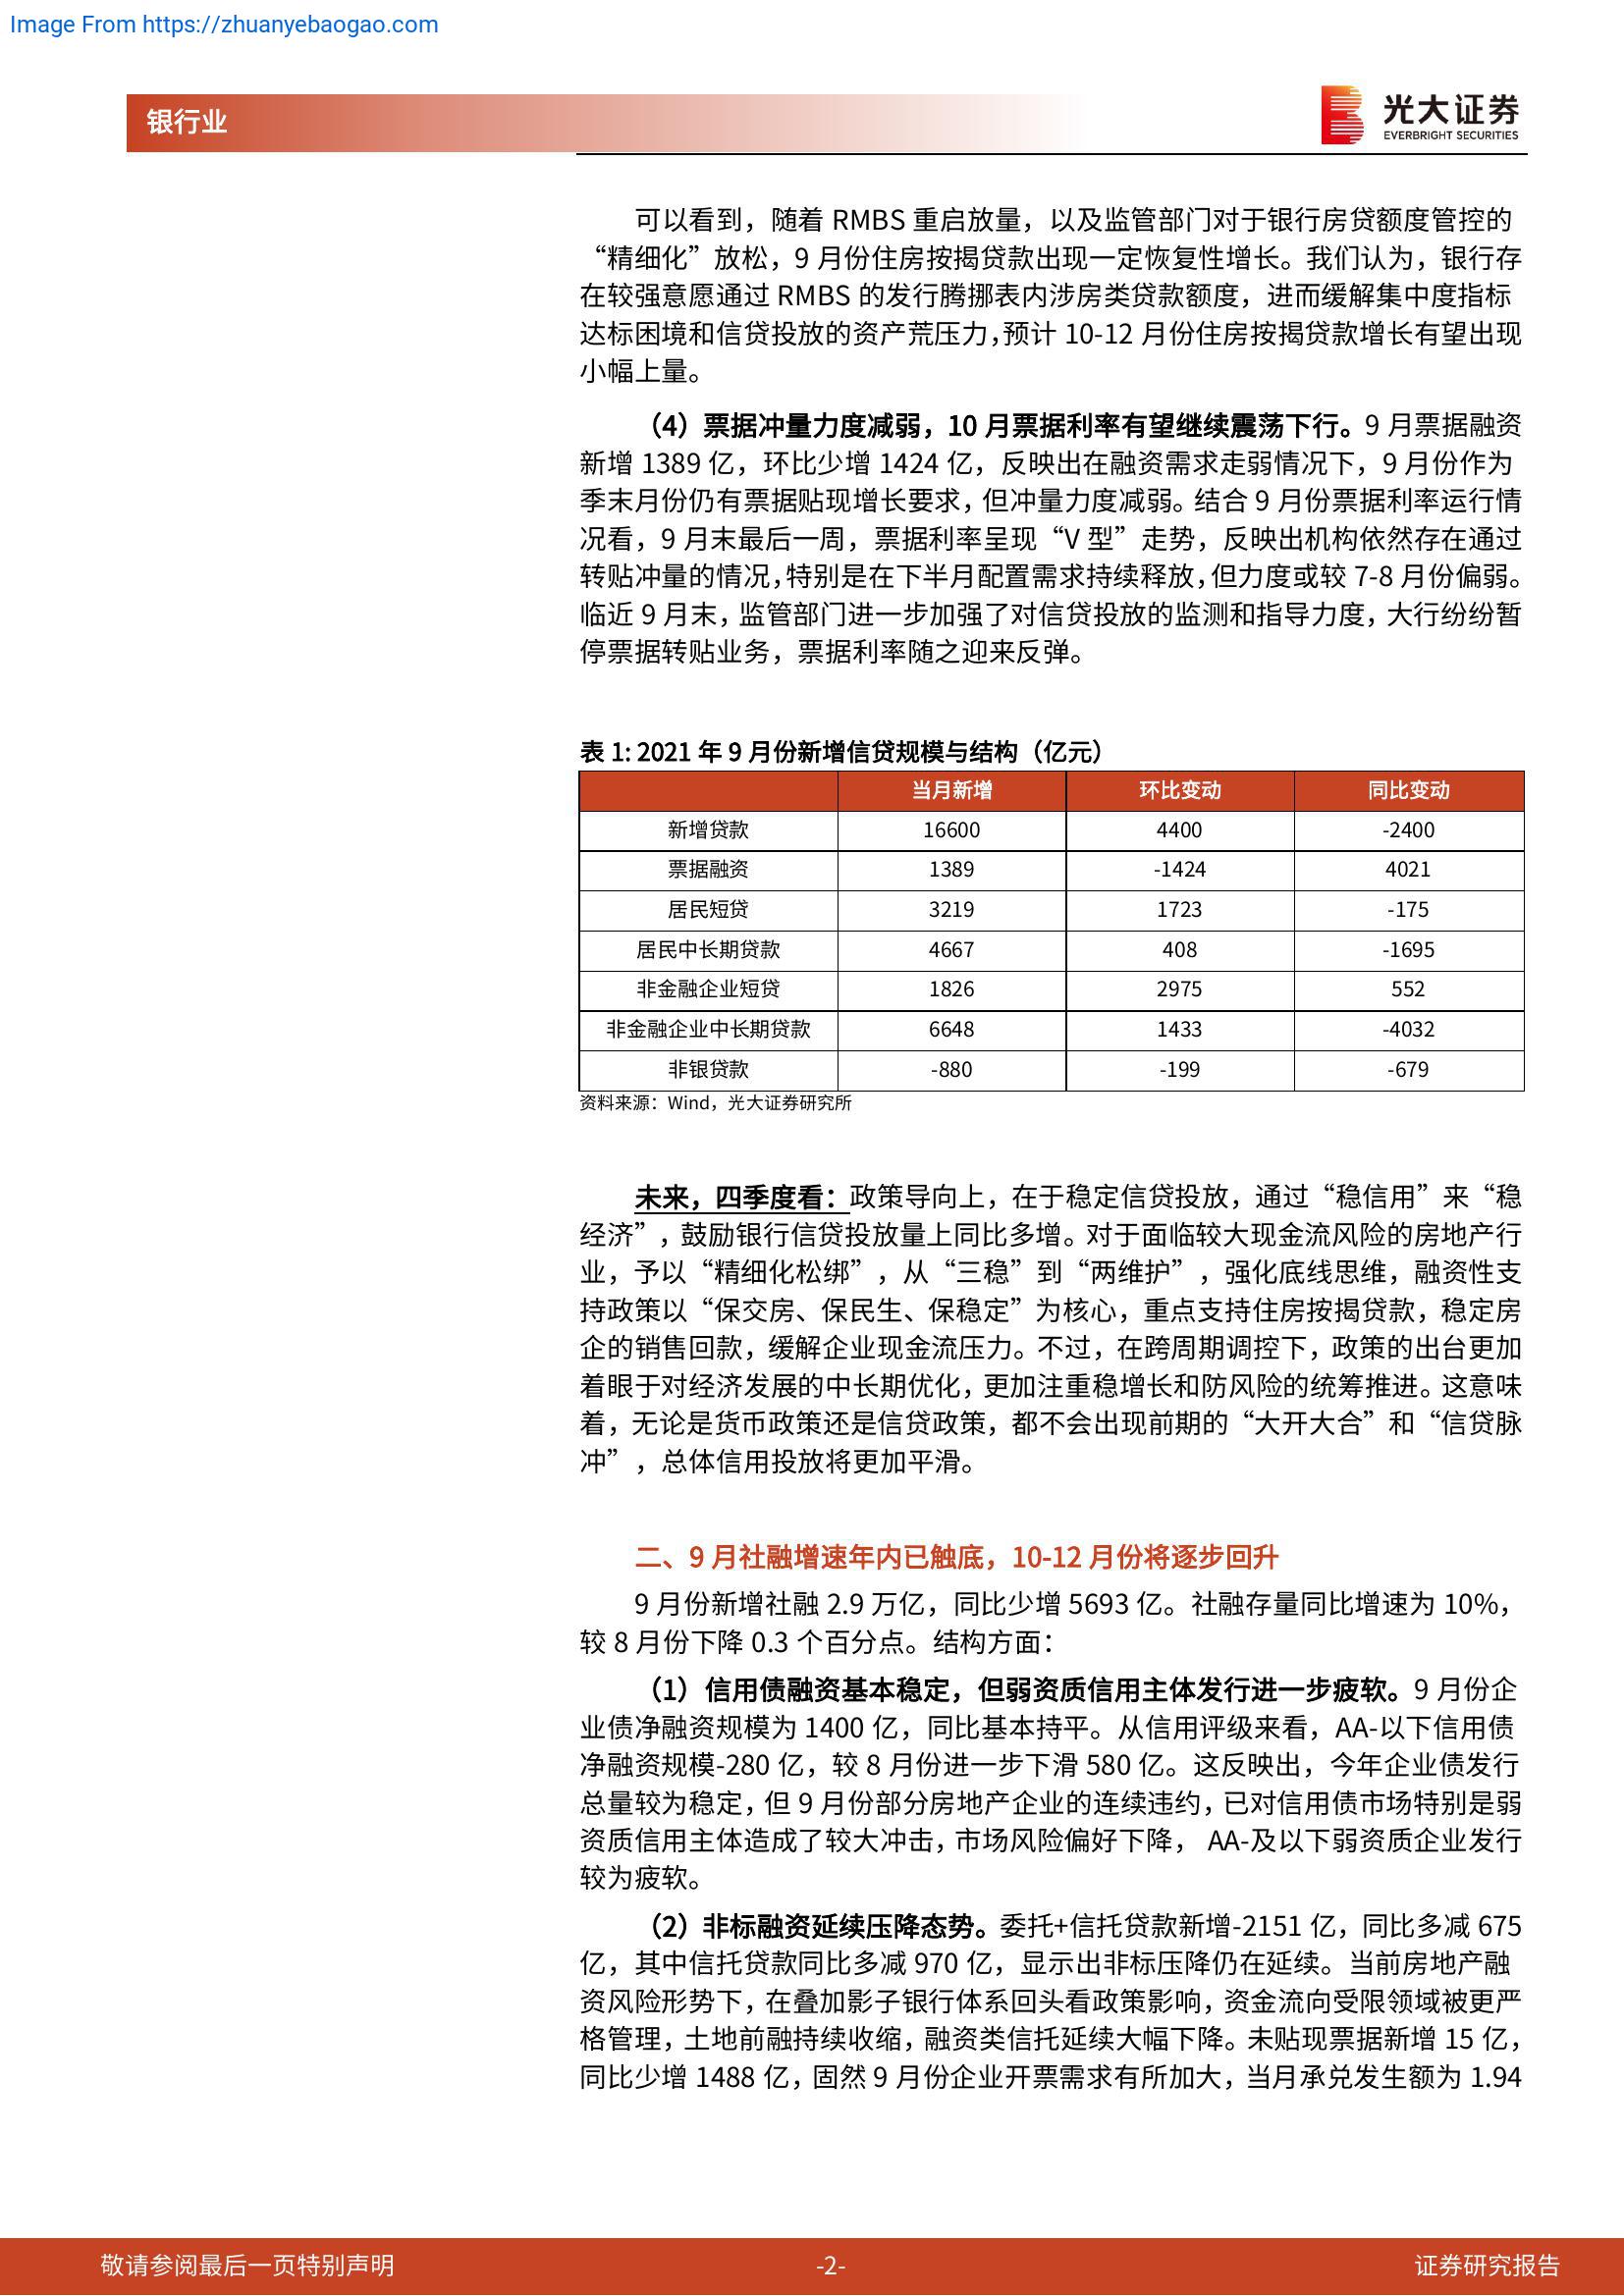 Image From https://zhuanyebaogao.com
银行业
光大证券
EVERBRIGHT SECURITIES
可以看到，随着 RMBS 重启放量，以及监管部门对于银行房贷额度管控的
“精细化”放松，9 月份住房按揭贷款出现一定恢复性增长。我们认为，银行存
在较强意愿通过 RMBS 的发行腾挪表内涉房类贷款额度，进而缓解集中度指标
达标困境和信贷投放的资产荒压力，预计 10-12 月份住房按揭贷款增长有望出现
小幅上量。
（4）票据冲量力度减弱，10 月票据利率有望继续震荡下行。9 月票据融资
新增 1389 亿，环比少增 1424 亿，反映出在融资需求走弱情况下，9 月份作为
季末月份仍有票据贴现增长要求，但冲量力度减弱。结合 9 月份票据利率运行情
况看，9 月末最后一周，票据利率呈现“V 型”走势，反映出机构依然存在通过
转贴冲量的情况，特别是在下半月配置需求持续释放，但力度或较 7-8 月份偏弱。
临近 9 月末，监管部门进一步加强了对信贷投放的监测和指导力度，大行纷纷暂
停票据转贴业务，票据利率随之迎来反弹。
表 1: 2021 年 9 月份新增信贷规模与结构（亿元）
当月新增 环比变动 同比变动
新增贷款 16600 4400 -2400
票据融资 1389 -1424 4021
居民短贷 3219 1723 -175
居民中长期贷款 4667 408 -1695
非金融企业短贷 1826 2975 552
非金融企业中长期贷款 6648 1433 -4032
非银贷款 -880 -199 -679
资料来源：Wind，光大证券研究所
未来，四季度看：政策导向上，在于稳定信贷投放，通过“稳信用”来“稳
经济”，鼓励银行信贷投放量上同比多增。对于面临较大现金流风险的房地产行
业，予以“精细化松绑”，从“三稳”到“两维护”，强化底线思维，融资性支
持政策以“保交房、保民生、保稳定”为核心，重点支持住房按揭贷款，稳定房
企的销售回款，缓解企业现金流压力。不过，在跨周期调控下，政策的出台更加
着眼于对经济发展的中长期优化，更加注重稳增长和防风险的统筹推进。这意味
着，无论是货币政策还是信贷政策，都不会出现前期的“大开大合”和“信贷脉
冲”，总体信用投放将更加平滑。
二、9 月社融增速年内已触底，10-12 月份将逐步回升
9 月份新增社融 2.9 万亿，同比少增 5693 亿。社融存量同比增速为 10%，
较 8 月份下降 0.3 个百分点。结构方面：
（1）信用债融资基本稳定，但弱资质信用主体发行进一步疲软。9 月份企
业债净融资规模为 1400 亿，同比基本持平。从信用评级来看，AA-以下信用债
净融资规模-280 亿，较 8 月份进一步下滑 580 亿。这反映出，今年企业债发行
总量较为稳定，但 9 月份部分房地产企业的连续违约，已对信用债市场特别是弱
资质信用主体造成了较大冲击，市场风险偏好下降， AA-及以下弱资质企业发行
较为疲软。
（2）非标融资延续压降态势。委托+信托贷款新增-2151 亿，同比多减 675
亿，其中信托贷款同比多减 970 亿，显示出非标压降仍在延续。当前房地产融
资风险形势下，在叠加影子银行体系回头看政策影响，资金流向受限领域被更严
格管理，土地前融持续收缩，融资类信托延续大幅下降。未贴现票据新增 15 亿，
同比少增 1488 亿，固然 9 月份企业开票需求有所加大，当月承兑发生额为 1.94
敬请参阅最后一页特别声明 -2- 证券研究报告